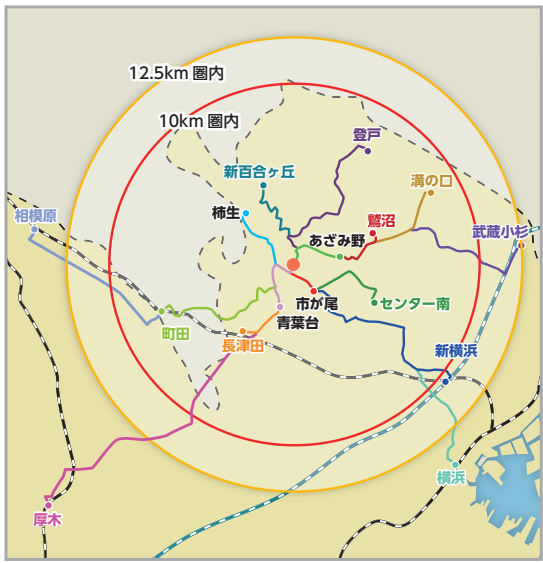 12.5km 圏内
10km 圏内
登戸
新百合ヶ丘
溝の口
柿生
鷺沼
相模原
あざみ野
武蔵小杉
市が尾
センター南
青葉台
町田
長津田
新横浜
横浜
厚木